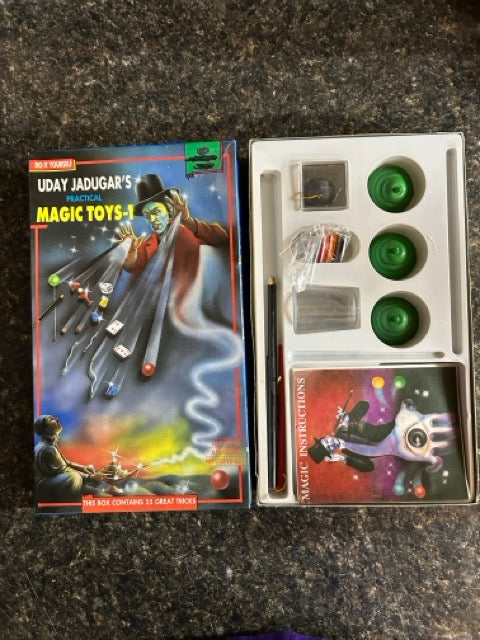 DO IT YOURSELF
UDAY JADUGAR'S
PRACTICAL
MAGIC TOYS-1
THIS BOX CONTAINS 25 GREAT TRICKS
MAGIC INSTRUCTIONS